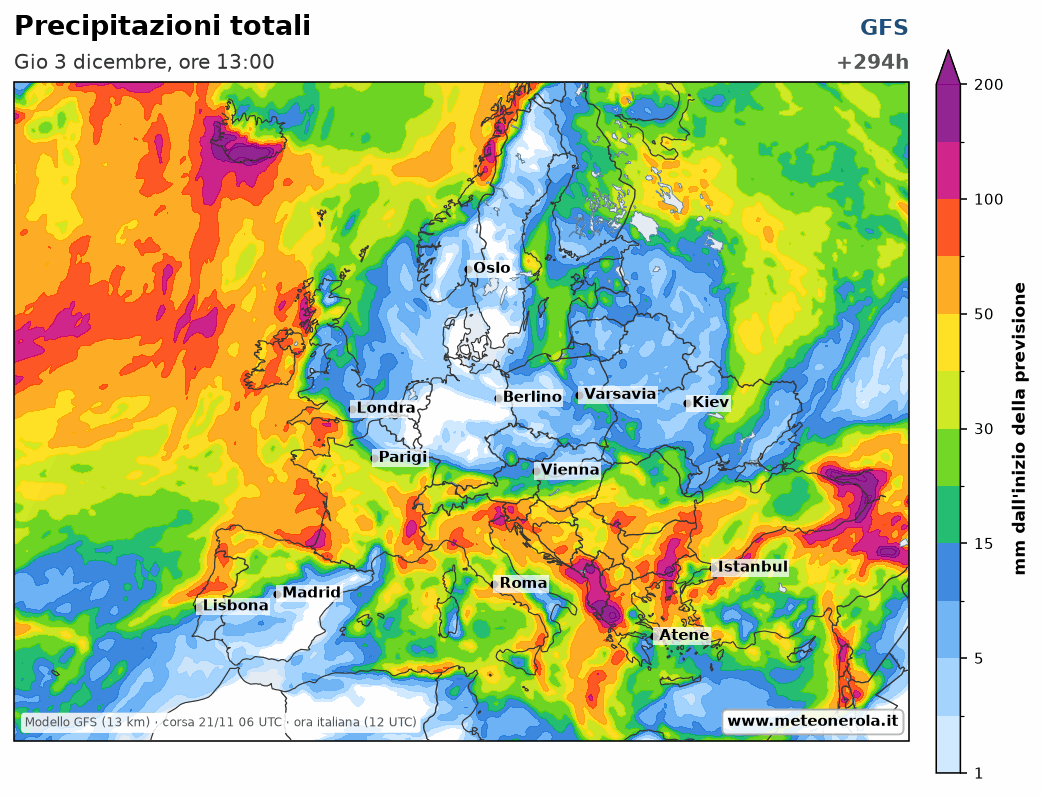 Precipitazioni totali
GFS
Gio 3 dicembre, ore 13:00
+294h
200
100
50
30
15
5
1
mm dall'inizio della previsione
Oslo
Berlino
Varsavia
Kiev
Londra
Parigi
Vienna
Istanbul
Roma
Madrid
Lisbona
Atene
Modello GFS (13 km) · corsa 21/11 06 UTC · ora italiana (12 UTC)
www.meteonerola.it